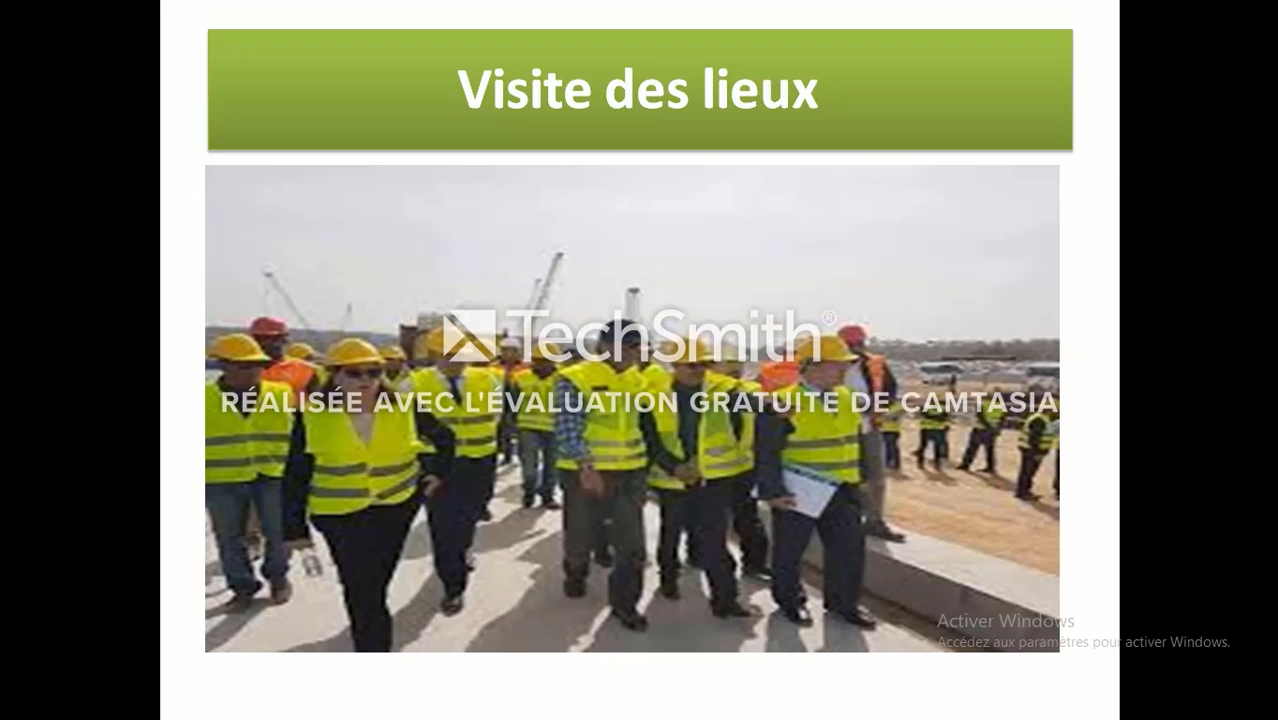 Visite des lieux
TechSmith®
RÉALISÉE AVEC L'ÉVALUATION GRATUITE DE CAMTASIA
Activer Windows
Accédez aux paramètres pour activer Windows.